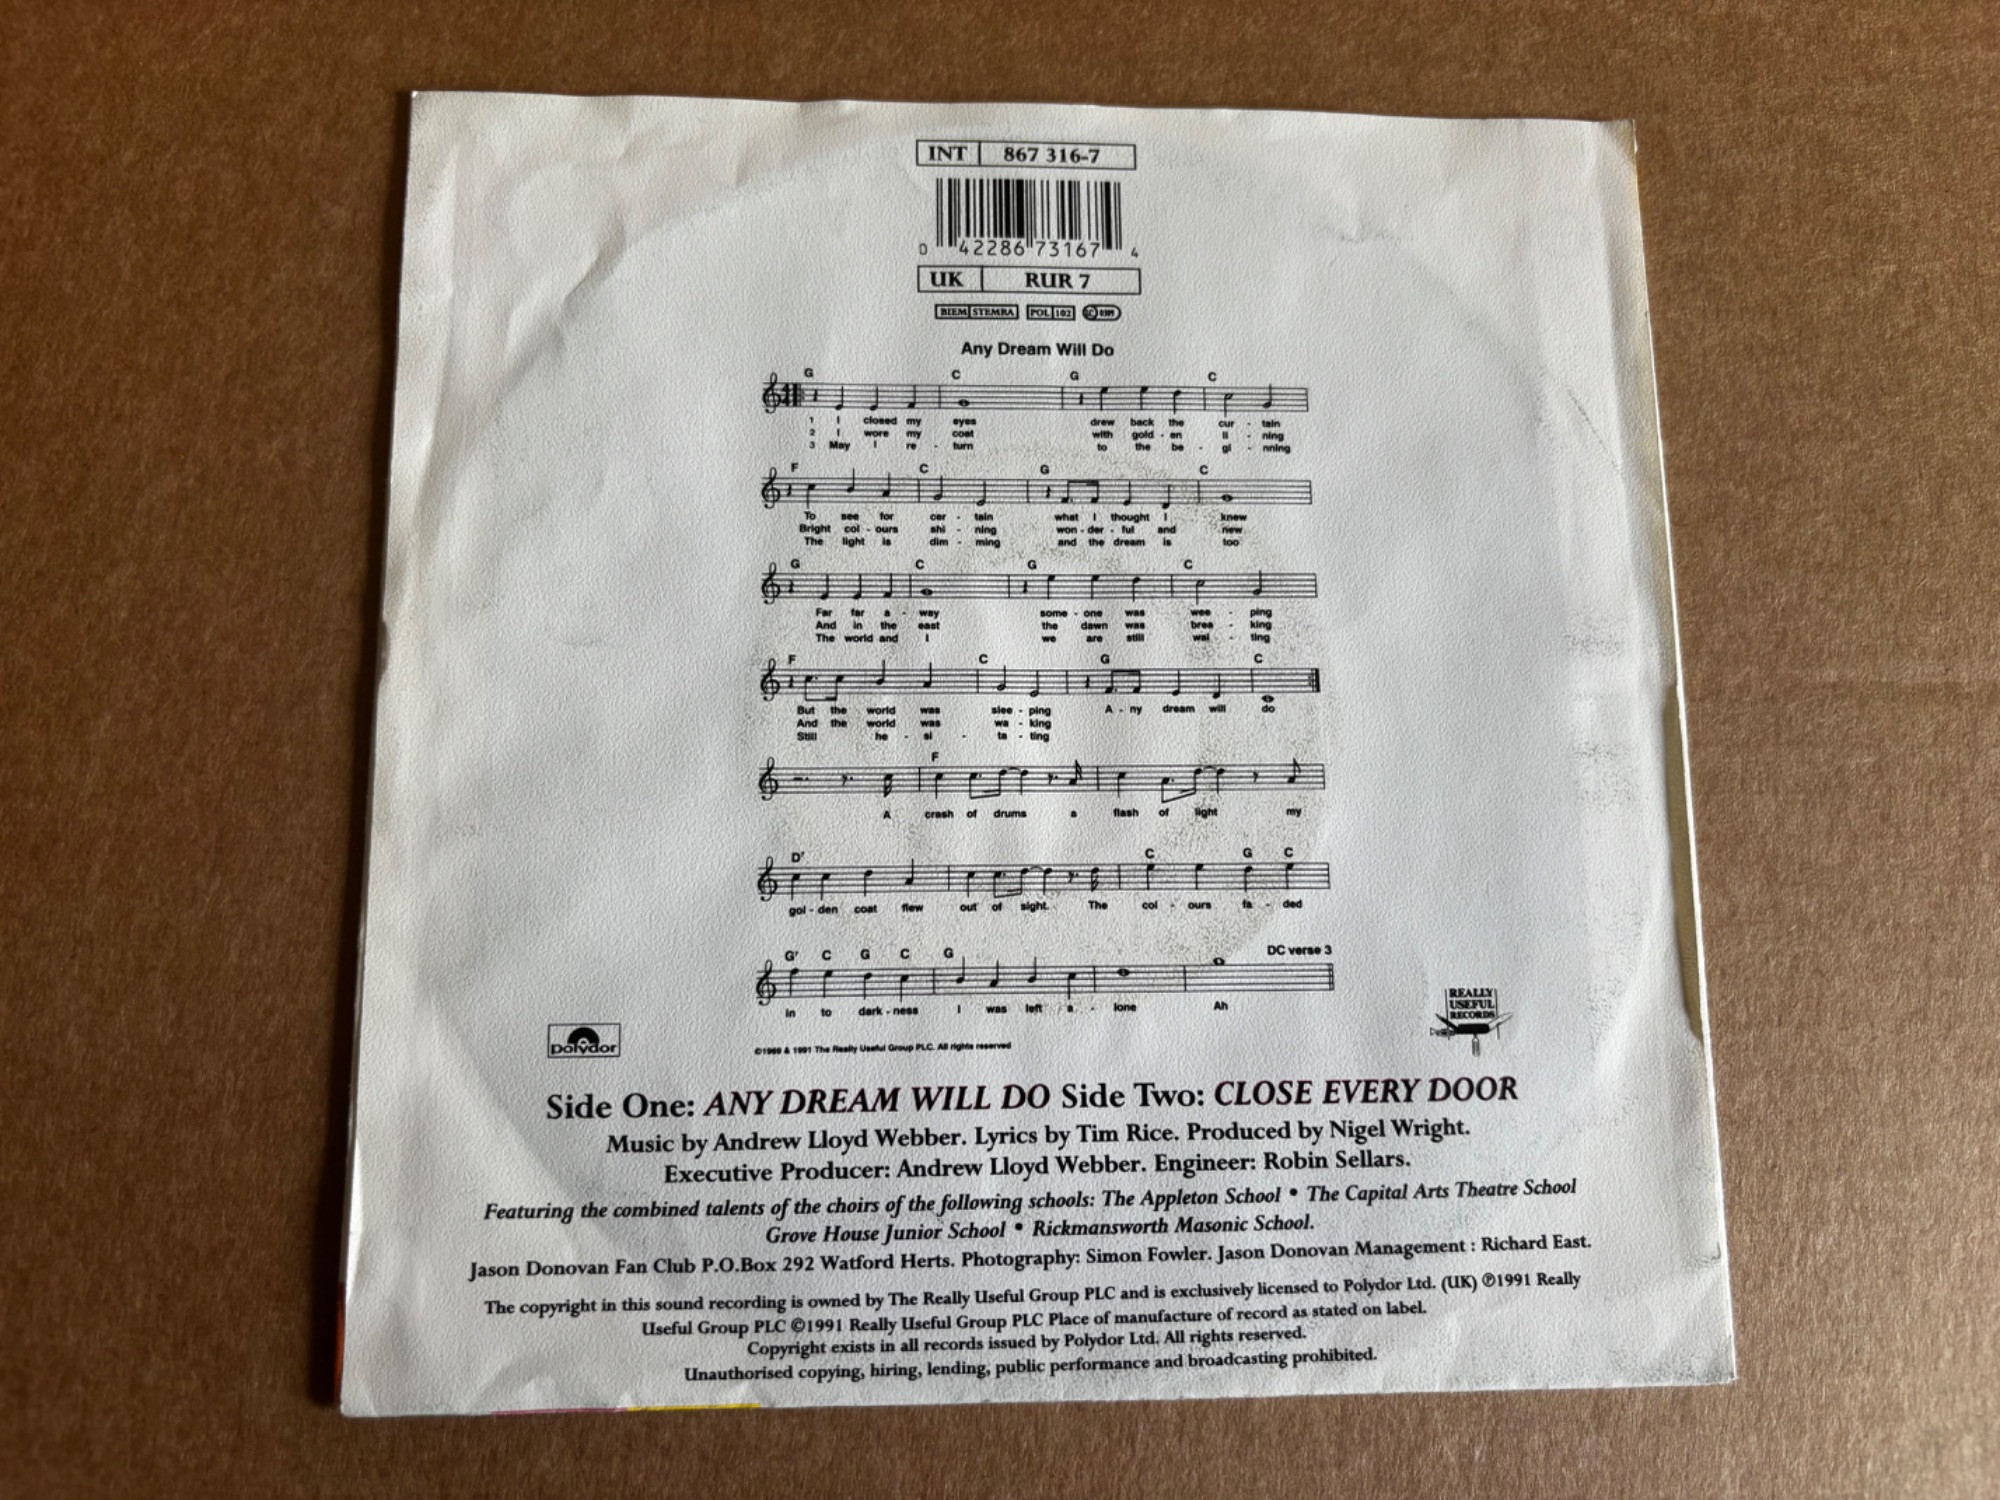 INT 867 316-7
0 42286 73167 4
UK RUR 7
BIEM STEMRA POL 102 LC 0309
Any Dream Will Do
G C G C
1 I closed my eyes drew back the cur - tain
2 I wore my coat with gold - en li - ning
3 May I re - turn to the be - gi - nning
F C G C
To see for cer - tain what I thought I knew
Bright col - ours shi - ning won - der - ful and new
The light is dim - ming and the dream is too
G C G C
Far far a - way some - one was wee - ping
And in the east the dawn was brea - king
The world and I we are still wai - ting
F C G C
But the world was slee - ping A - ny dream will do
And the world was wa - king
Still he - si - ta - ting
F
A crash of drums a flash of light my
D7 C G C
gol - den coat flew out of sight. The col - ours fa - ded
G7 C G C G DC verse 3
in to dark - ness I was left a - lone Ah
©1969 & 1991 The Really Useful Group PLC. All rights reserved
Polydor
REALLY
USEFUL
RECORDS
Side One: ANY DREAM WILL DO Side Two: CLOSE EVERY DOOR
Music by Andrew Lloyd Webber. Lyrics by Tim Rice. Produced by Nigel Wright.
Executive Producer: Andrew Lloyd Webber. Engineer: Robin Sellars.
Featuring the combined talents of the choirs of the following schools: The Appleton School • The Capital Arts Theatre School
Grove House Junior School • Rickmansworth Masonic School.
Jason Donovan Fan Club P.O.Box 292 Watford Herts. Photography: Simon Fowler. Jason Donovan Management : Richard East.
The copyright in this sound recording is owned by The Really Useful Group PLC and is exclusively licensed to Polydor Ltd. (UK) ℗1991 Really
Useful Group PLC ©1991 Really Useful Group PLC Place of manufacture of record as stated on label.
Copyright exists in all records issued by Polydor Ltd. All rights reserved.
Unauthorised copying, hiring, lending, public performance and broadcasting prohibited.